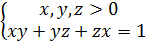 x, y, z > 0
xy + yz + zx = 1